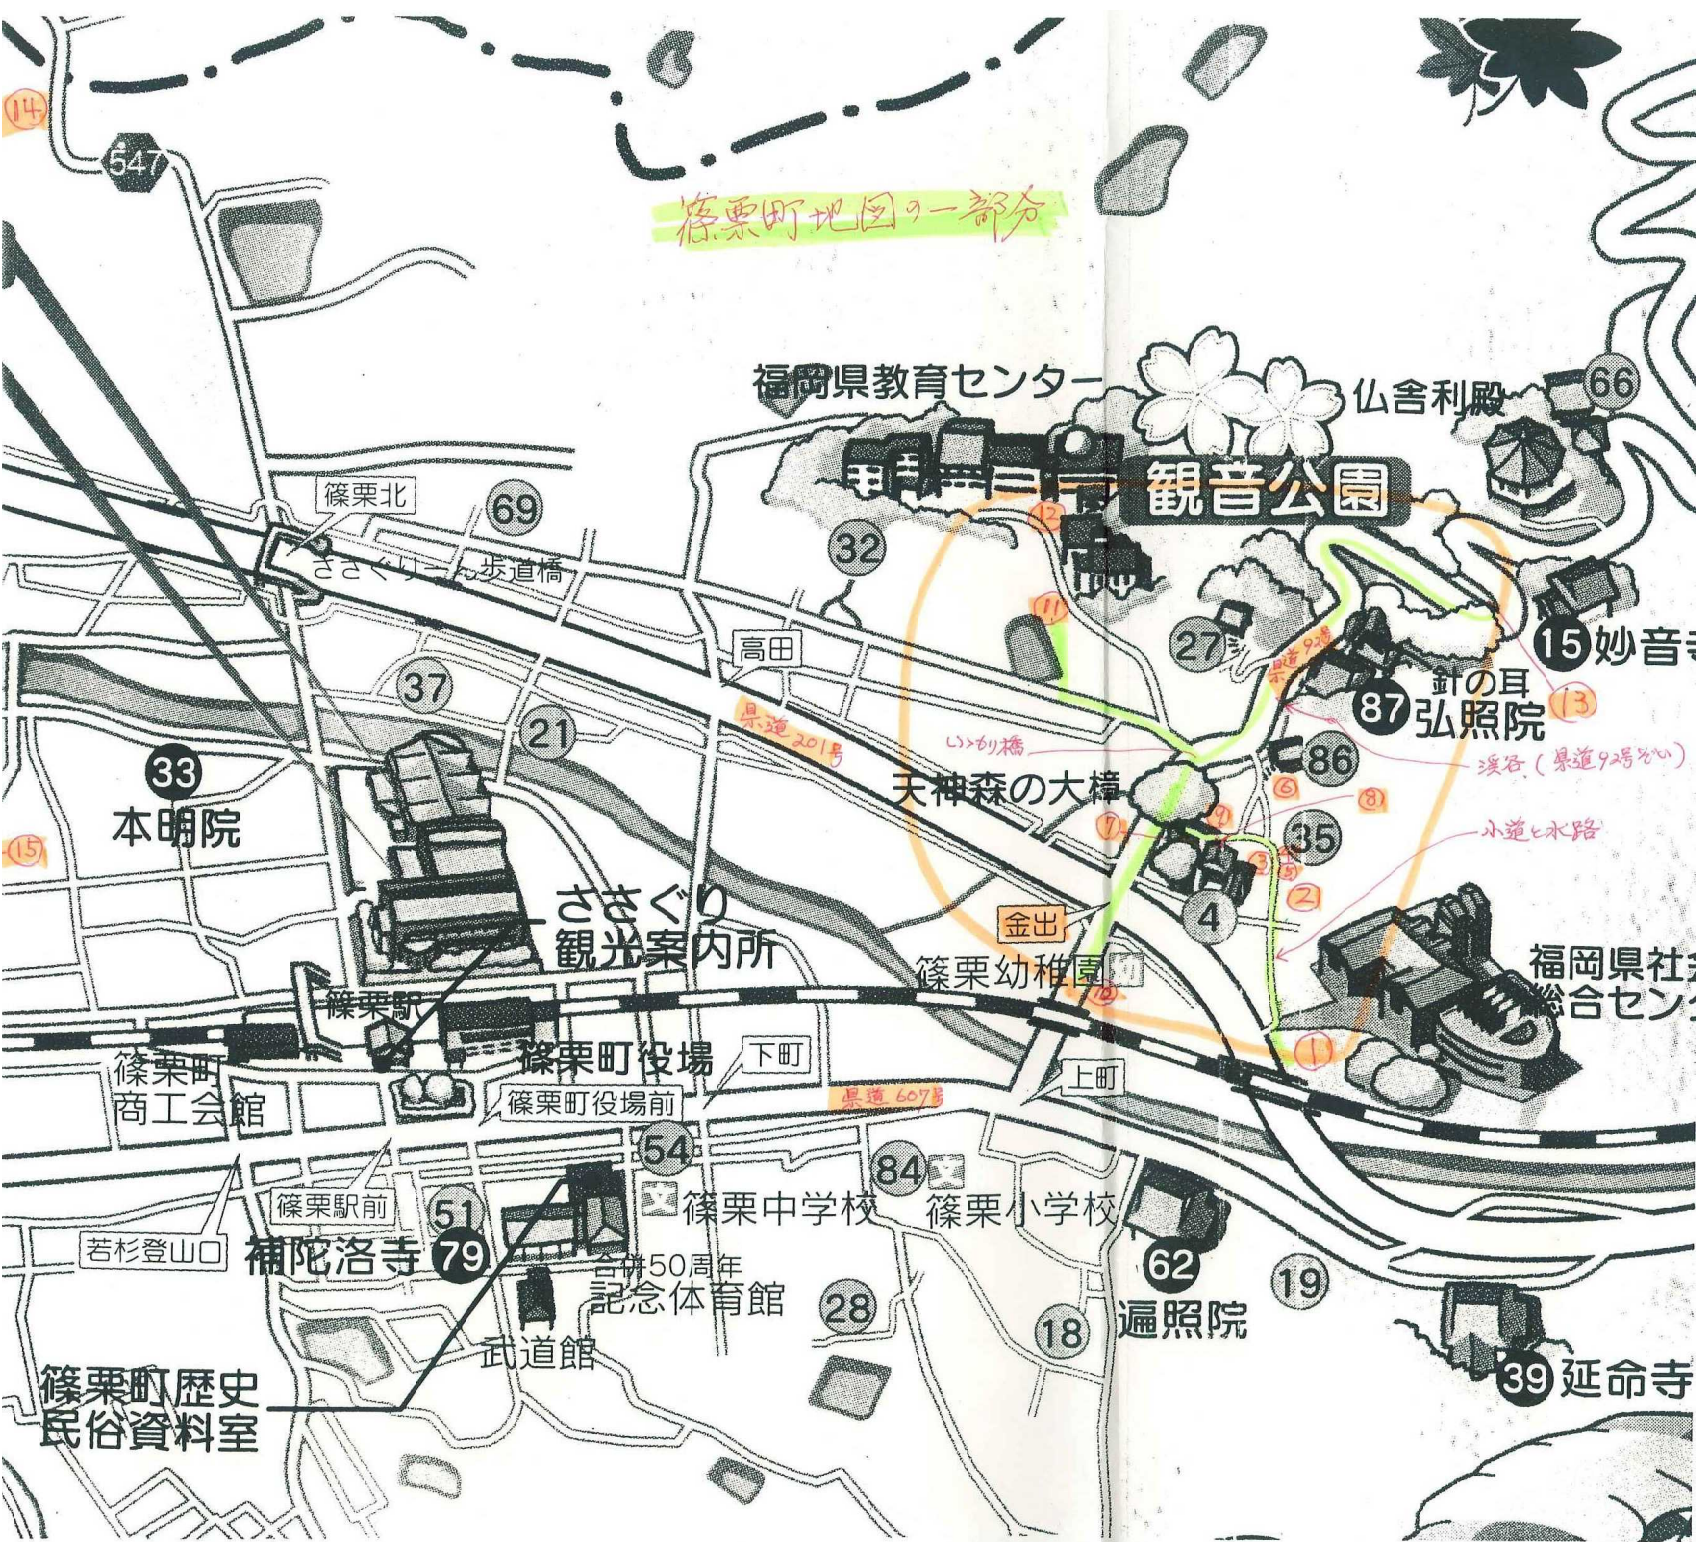 ⑭
547
篠栗町地図の一部分
福岡県教育センター
仏舎利殿
66
観音公園
篠栗北
69
⑫
32
ささぐりーん歩道橋
⑪
27
15 妙音寺
高田
県道92号
針の耳
87 弘照院
⑬
37
21
県道201号
86
渓谷.(県道92号ぞい)
33
本明院
天神森の大樟
⑥
⑧
⑦
35
小道と水路
⑮
③
②
4
ささぐり
観光案内所
金出
篠栗幼稚園
福岡県社
総合セン
篠栗駅
①
篠栗町
商工会館
篠栗町役場
下町
上町
篠栗町役場前
県道607号
54
84
文
文
篠栗中学校
篠栗小学校
篠栗駅前
51
若杉登山口
補陀洛寺 79
合併50周年
記念体育館
62
遍照院
19
28
18
武道館
篠栗町歴史
民俗資料室
39 延命寺